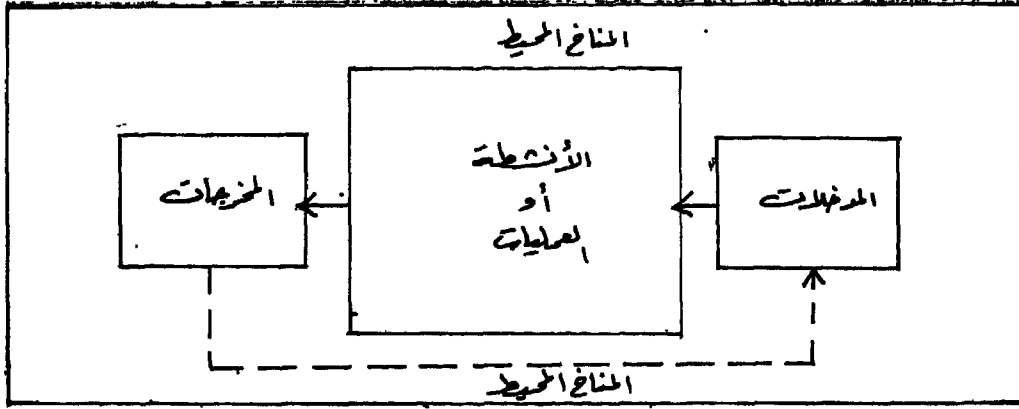 المناخ المحيط
المدخلات
الأنشطة
أو
العمليات
المخرجات
المناخ المحيط